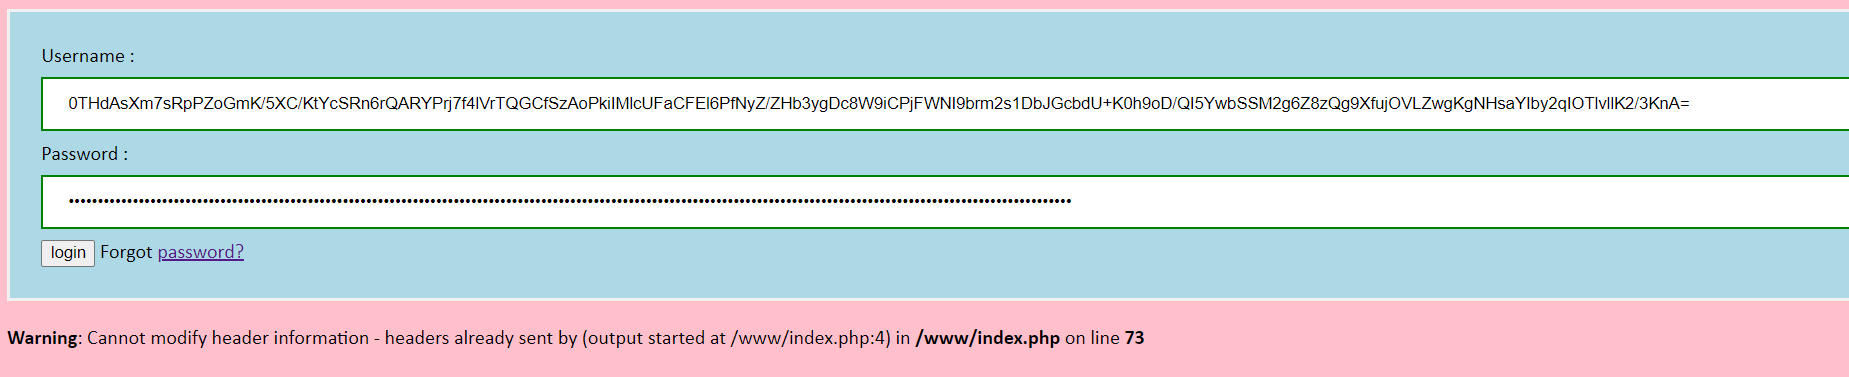 Username :
0THdAsXm7sRpPZoGmK/5XC/KtYcSRn6rQARYPrj7f4lVrTQGCfSzAoPkiIMlcUFaCFEl6PfNyZ/ZHb3ygDc8W9iCPjFWNI9brm2s1DbJGcbdU+K0h9oD/QI5YwbSSM2g6Z8zQg9XfujOVLZwgKgNHsaYlby2qIOTlvllK2/3KnA=
Password :
login Forgot password?
Warning: Cannot modify header information - headers already sent by (output started at /www/index.php:4) in /www/index.php on line 73